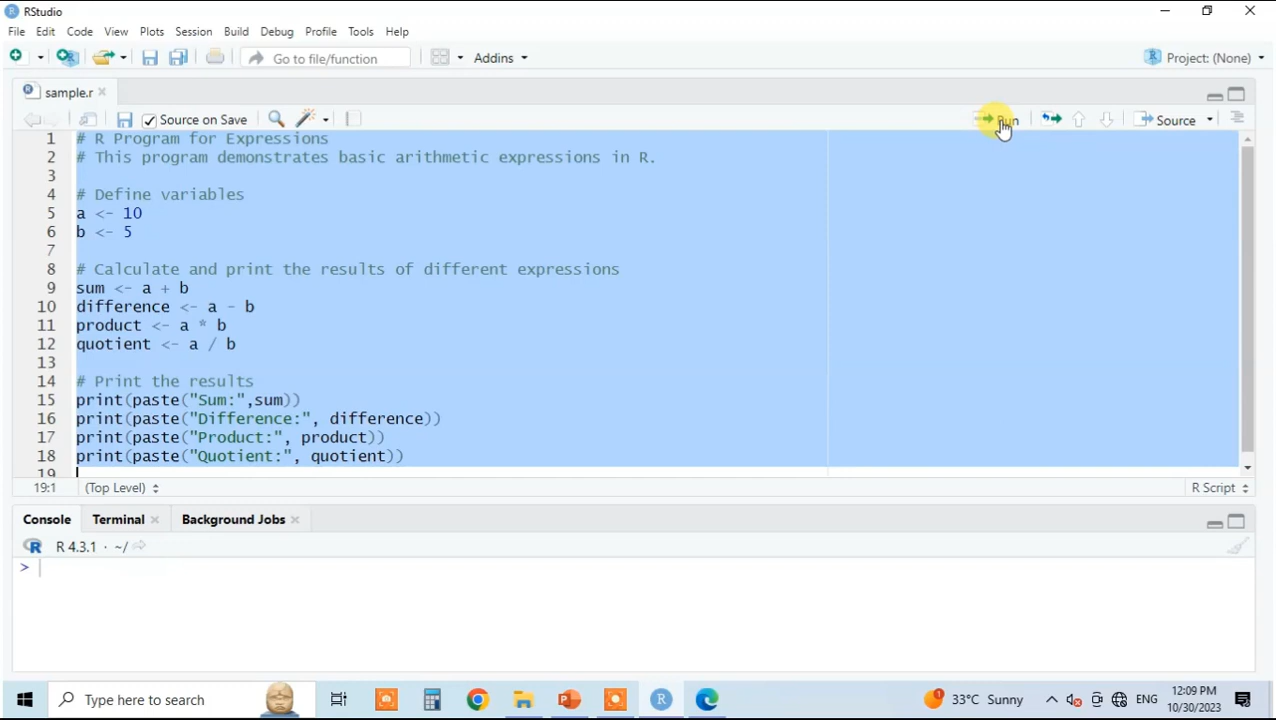 RStudio
File Edit Code View Plots Session Build Debug Profile Tools Help
Go to file/function Addins Project: (None)
sample.r
Source on Save Run Source
1 # R Program for Expressions
2 # This program demonstrates basic arithmetic expressions in R.
3
4 # Define variables
5 a <- 10
6 b <- 5
7
8 # Calculate and print the results of different expressions
9 sum <- a + b
10 difference <- a - b
11 product <- a * b
12 quotient <- a / b
13
14 # Print the results
15 print(paste("Sum:",sum))
16 print(paste("Difference:", difference))
17 print(paste("Product:", product))
18 print(paste("Quotient:", quotient))
19
19:1 (Top Level) R Script
Console Terminal Background Jobs
R 4.3.1 · ~/
>
Type here to search 33°C Sunny ENG 12:09 PM
10/30/2023